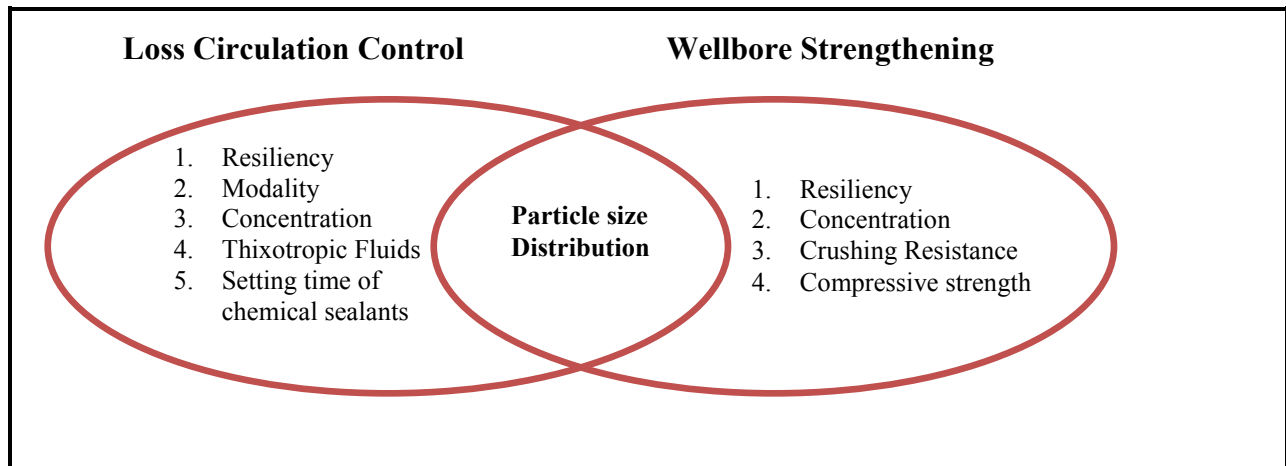 Loss Circulation Control
Wellbore Strengthening
1. Resiliency
2. Modality
3. Concentration
4. Thixotropic Fluids
5. Setting time of
chemical sealants
Particle size
Distribution
1. Resiliency
2. Concentration
3. Crushing Resistance
4. Compressive strength